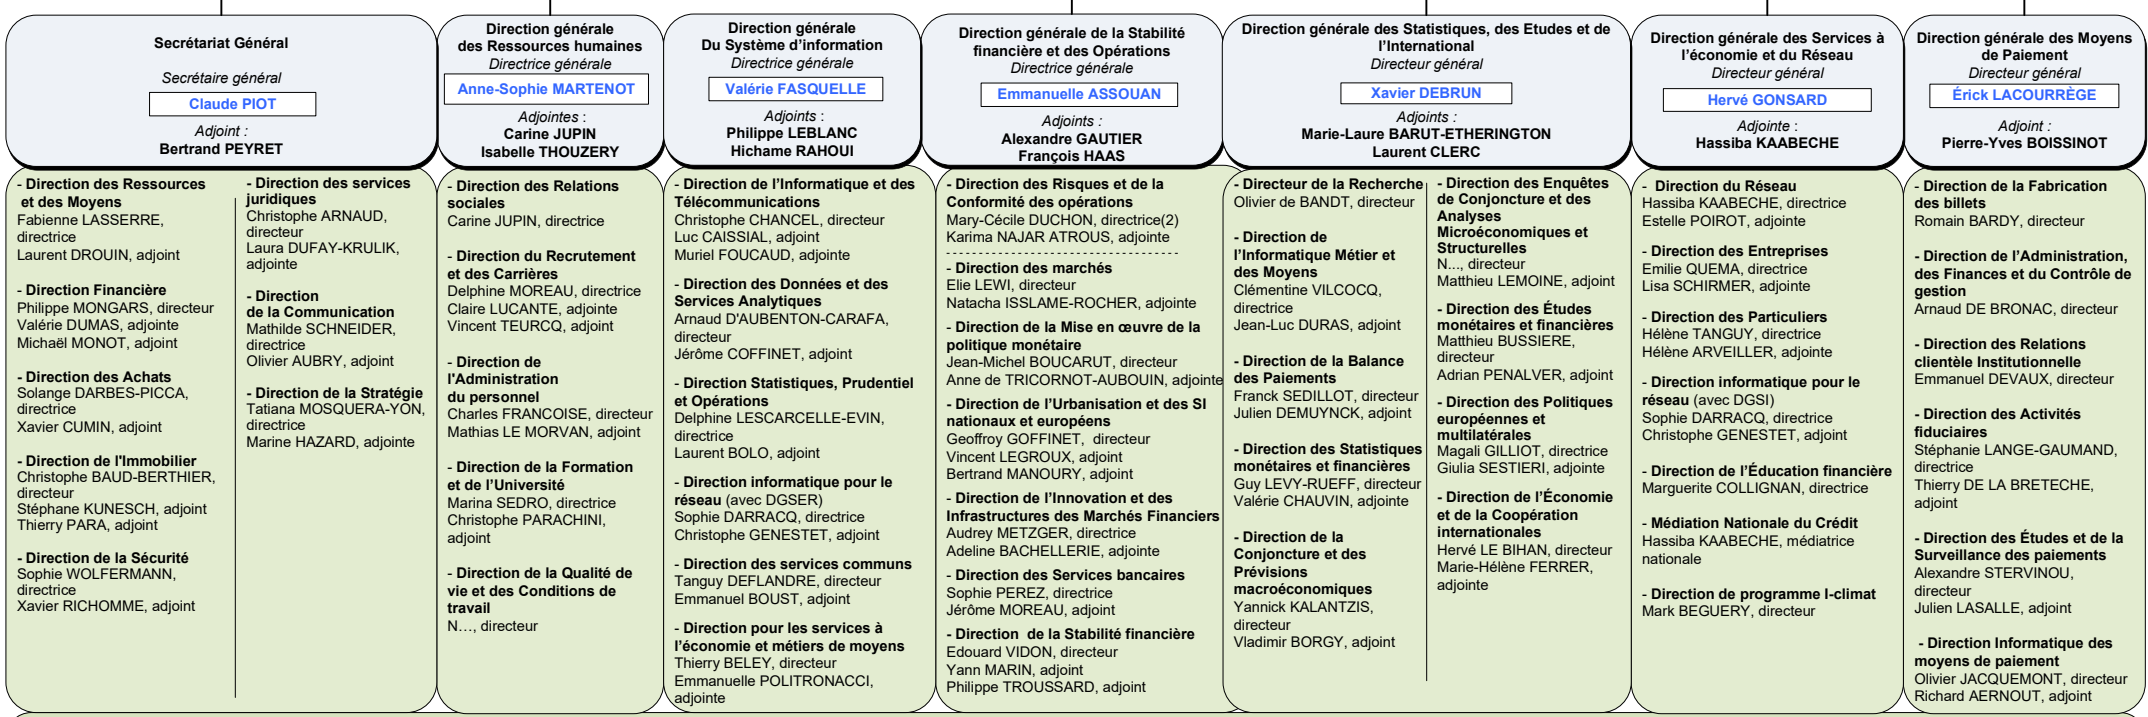 Secrétariat Général
Secrétaire général
Claude PIOT
Adjoint :
Bertrand PEYRET
- Direction des Ressources
et des Moyens
Fabienne LASSERRE,
directrice
Laurent DROUIN, adjoint
- Direction Financière
Philippe MONGARS, directeur
Valérie DUMAS, adjointe
Michaël MONOT, adjoint
- Direction des Achats
Solange DARBES-PICCA,
directrice
Xavier CUMIN, adjoint
- Direction de l'Immobilier
Christophe BAUD-BERTHIER,
directeur
Stéphane KUNESCH, adjoint
Thierry PARA, adjoint
- Direction de la Sécurité
Sophie WOLFERMANN,
directrice
Xavier RICHOMME, adjoint
- Direction des services
juridiques
Christophe ARNAUD,
directeur
Laura DUFAY-KRULIK,
adjointe
- Direction
de la Communication
Mathilde SCHNEIDER,
directrice
Olivier AUBRY, adjoint
- Direction de la Stratégie
Tatiana MOSQUERA-YON,
directrice
Marine HAZARD, adjointe
Direction générale
des Ressources humaines
Directrice générale
Anne-Sophie MARTENOT
Adjointes :
Carine JUPIN
Isabelle THOUZERY
- Direction des Relations
sociales
Carine JUPIN, directrice
- Direction du Recrutement
et des Carrières
Delphine MOREAU, directrice
Claire LUCANTE, adjointe
Vincent TEURCQ, adjoint
- Direction de
l'Administration
du personnel
Charles FRANCOISE, directeur
Mathias LE MORVAN, adjoint
- Direction de la Formation
et de l'Université
Marina SEDRO, directrice
Christophe PARACHINI,
adjoint
- Direction de la Qualité de
vie et des Conditions de
travail
N…, directeur
Direction générale
Du Système d'information
Directrice générale
Valérie FASQUELLE
Adjoints :
Philippe LEBLANC
Hichame RAHOUI
- Direction de l'Informatique et des
Télécommunications
Christophe CHANCEL, directeur
Luc CAISSIAL, adjoint
Muriel FOUCAUD, adjointe
- Direction des Données et des
Services Analytiques
Arnaud D'AUBENTON-CARAFA,
directeur
Jérôme COFFINET, adjoint
- Direction Statistiques, Prudentiel
et Opérations
Delphine LESCARCELLE-EVIN,
directrice
Laurent BOLO, adjoint
- Direction informatique pour le
réseau (avec DGSER)
Sophie DARRACQ, directrice
Christophe GENESTET, adjoint
- Direction des services communs
Tanguy DEFLANDRE, directeur
Emmanuel BOUST, adjoint
- Direction pour les services à
l'économie et métiers de moyens
Thierry BELEY, directeur
Emmanuelle POLITRONACCI,
adjointe
Direction générale de la Stabilité
financière et des Opérations
Directrice générale
Emmanuelle ASSOUAN
Adjoints :
Alexandre GAUTIER
François HAAS
- Direction des Risques et de la
Conformité des opérations
Mary-Cécile DUCHON, directrice(2)
Karima NAJAR ATROUS, adjointe
- Direction des marchés
Elie LEWI, directeur
Natacha ISSLAME-ROCHER, adjointe
- Direction de la Mise en œuvre de la
politique monétaire
Jean-Michel BOUCARUT, directeur
Anne de TRICORNOT-AUBOUIN, adjointe
- Direction de l'Urbanisation et des SI
nationaux et européens
Geoffroy GOFFINET, directeur
Vincent LEGROUX, adjoint
Bertrand MANOURY, adjoint
- Direction de l'Innovation et des
Infrastructures des Marchés Financiers
Audrey METZGER, directrice
Adeline BACHELLERIE, adjointe
- Direction des Services bancaires
Sophie PEREZ, directrice
Jérôme MOREAU, adjoint
- Direction de la Stabilité financière
Edouard VIDON, directeur
Yann MARIN, adjoint
Philippe TROUSSARD, adjoint
Direction générale des Statistiques, des Etudes et de
l'International
Directeur général
Xavier DEBRUN
Adjoints :
Marie-Laure BARUT-ETHERINGTON
Laurent CLERC
- Directeur de la Recherche
Olivier de BANDT, directeur
- Direction de
l'Informatique Métier et
des Moyens
Clémentine VILCOCQ,
directrice
Jean-Luc DURAS, adjoint
- Direction de la Balance
des Paiements
Franck SEDILLOT, directeur
Julien DEMUYNCK, adjoint
- Direction des Statistiques
monétaires et financières
Guy LEVY-RUEFF, directeur
Valérie CHAUVIN, adjointe
- Direction de la
Conjoncture et des
Prévisions
macroéconomiques
Yannick KALANTZIS,
directeur
Vladimir BORGY, adjoint
- Direction des Enquêtes
de Conjoncture et des
Analyses
Microéconomiques et
Structurelles
N..., directeur
Matthieu LEMOINE, adjoint
- Direction des Études
monétaires et financières
Matthieu BUSSIERE,
directeur
Adrian PENALVER, adjoint
- Direction des Politiques
européennes et
multilatérales
Magali GILLIOT, directrice
Giulia SESTIERI, adjointe
- Direction de l'Économie
et de la Coopération
internationales
Hervé LE BIHAN, directeur
Marie-Hélène FERRER,
adjointe
Direction générale des Services à
l'économie et du Réseau
Directeur général
Hervé GONSARD
Adjointe :
Hassiba KAABECHE
- Direction du Réseau
Hassiba KAABECHE, directrice
Estelle POIROT, adjointe
- Direction des Entreprises
Emilie QUEMA, directrice
Lisa SCHIRMER, adjointe
- Direction des Particuliers
Hélène TANGUY, directrice
Hélène ARVEILLER, adjointe
- Direction informatique pour le
réseau (avec DGSI)
Sophie DARRACQ, directrice
Christophe GENESTET, adjoint
- Direction de l'Éducation financière
Marguerite COLLIGNAN, directrice
- Médiation Nationale du Crédit
Hassiba KAABECHE, médiatrice
nationale
- Direction de programme I-climat
Mark BEGUERY, directeur
Direction générale des Moyens
de Paiement
Directeur général
Érick LACOURRÈGE
Adjoint :
Pierre-Yves BOISSINOT
- Direction de la Fabrication
des billets
Romain BARDY, directeur
- Direction de l'Administration,
des Finances et du Contrôle de
gestion
Arnaud DE BRONAC, directeur
- Direction des Relations
clientèle Institutionnelle
Emmanuel DEVAUX, directeur
- Direction des Activités
fiduciaires
Stéphanie LANGE-GAUMAND,
directrice
Thierry DE LA BRETECHE,
adjoint
- Direction des Études et de la
Surveillance des paiements
Alexandre STERVINOU,
directeur
Julien LASALLE, adjoint
- Direction Informatique des
moyens de paiement
Olivier JACQUEMONT, directeur
Richard AERNOUT, adjoint